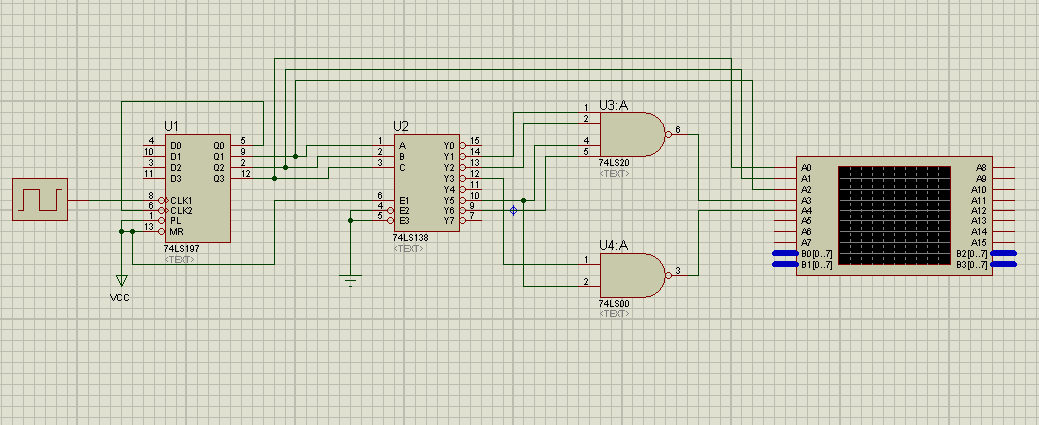 U1
4 D0 Q0 5
10 D1 Q1 9
3 D2 Q2 2
11 D3 Q3 12
8 CLK1
6 CLK2
1 PL
13 MR
74LS197
<TEXT>
VCC
U2
1 A Y0 15
2 B Y1 14
3 C Y2 13
Y3 12
Y4 11
6 E1 Y5 10
4 E2 Y6 9
5 E3 Y7 7
74LS138
<TEXT>
U3:A
1
2
4
5
6
74LS20
<TEXT>
U4:A
1
2
3
74LS00
<TEXT>
A0 A8
A1 A9
A2 A10
A3 A11
A4 A12
A5 A13
A6 A14
A7 A15
B0[0..7] B2[0..7]
B1[0..7] B3[0..7]